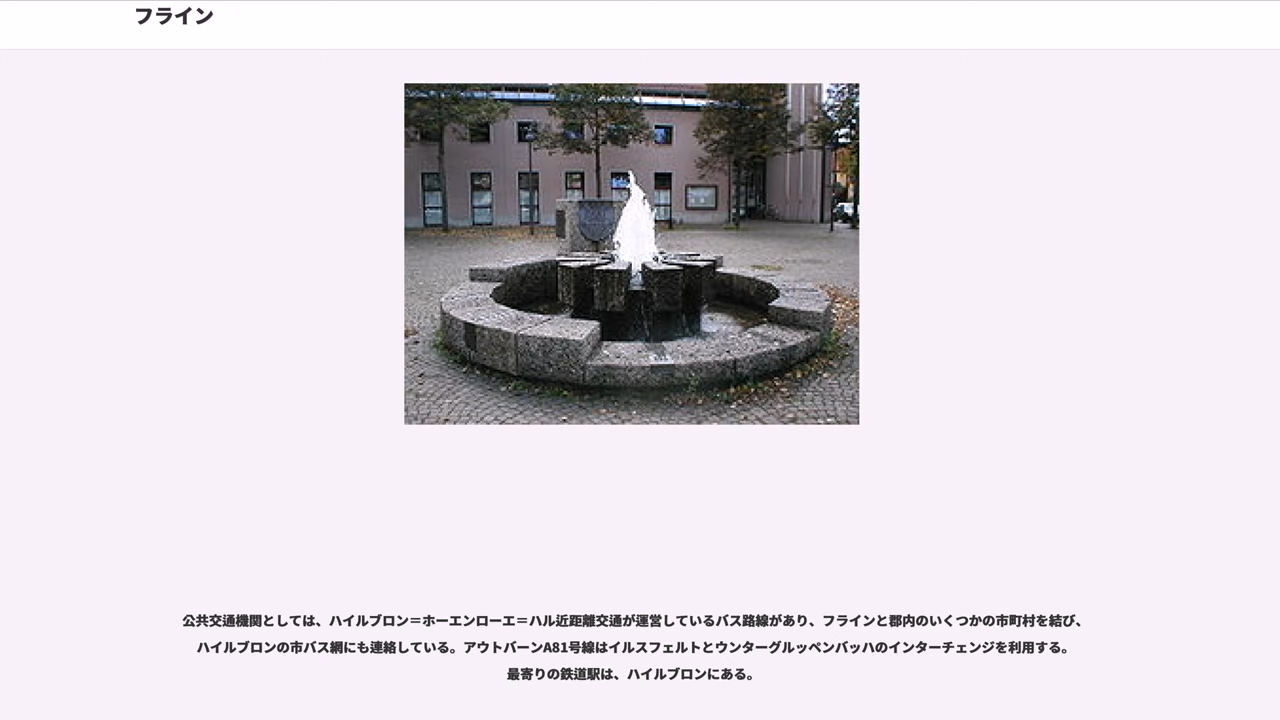 フライン
公共交通機関としては、ハイルブロン＝ホーエンローエ＝ハル近距離交通が運営しているバス路線があり、フラインと郡内のいくつかの市町村を結び、
ハイルブロンの市バス網にも連絡している。アウトバーンA81号線はイルスフェルトとウンターグルッペンバッハのインターチェンジを利用する。
最寄りの鉄道駅は、ハイルブロンにある。